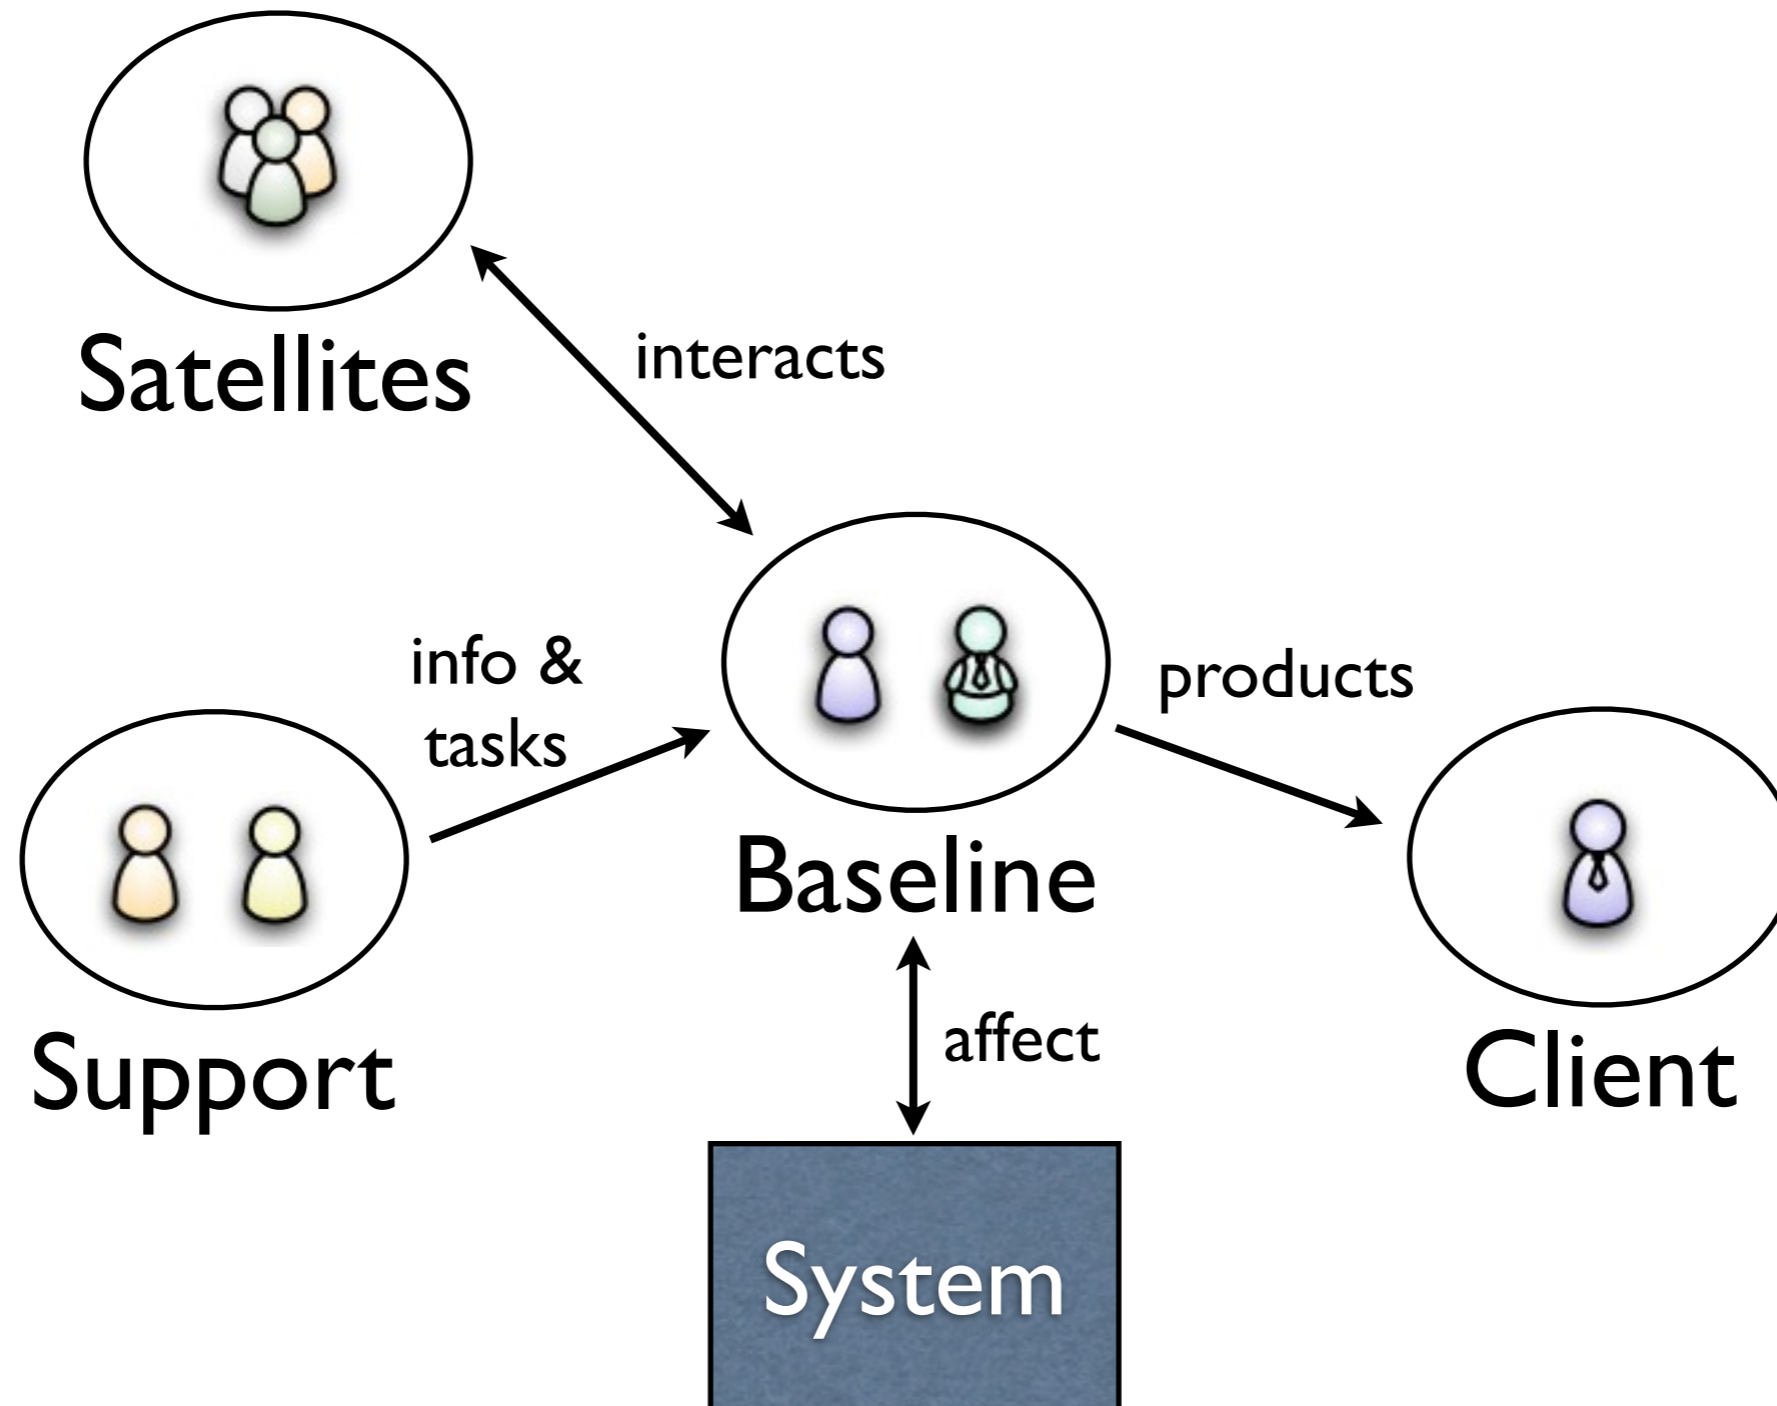 Satellites
interacts
info &
tasks
products
Baseline
Support
affect
Client
System